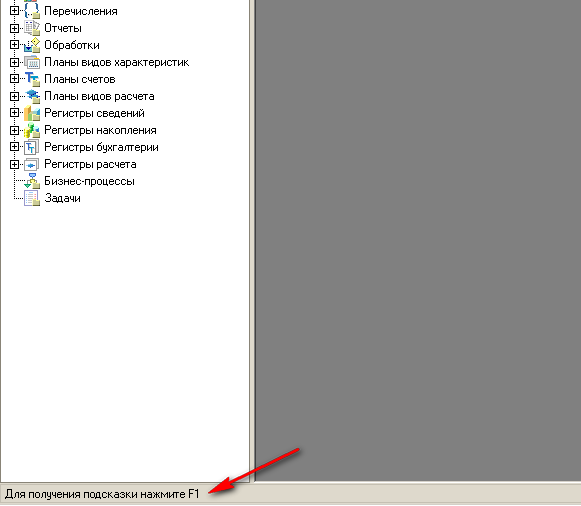 Перечисления
Отчеты
Обработки
Планы видов характеристик
Планы счетов
Планы видов расчета
Регистры сведений
Регистры накопления
Регистры бухгалтерии
Регистры расчета
Бизнес-процессы
Задачи
Для получения подсказки нажмите F1